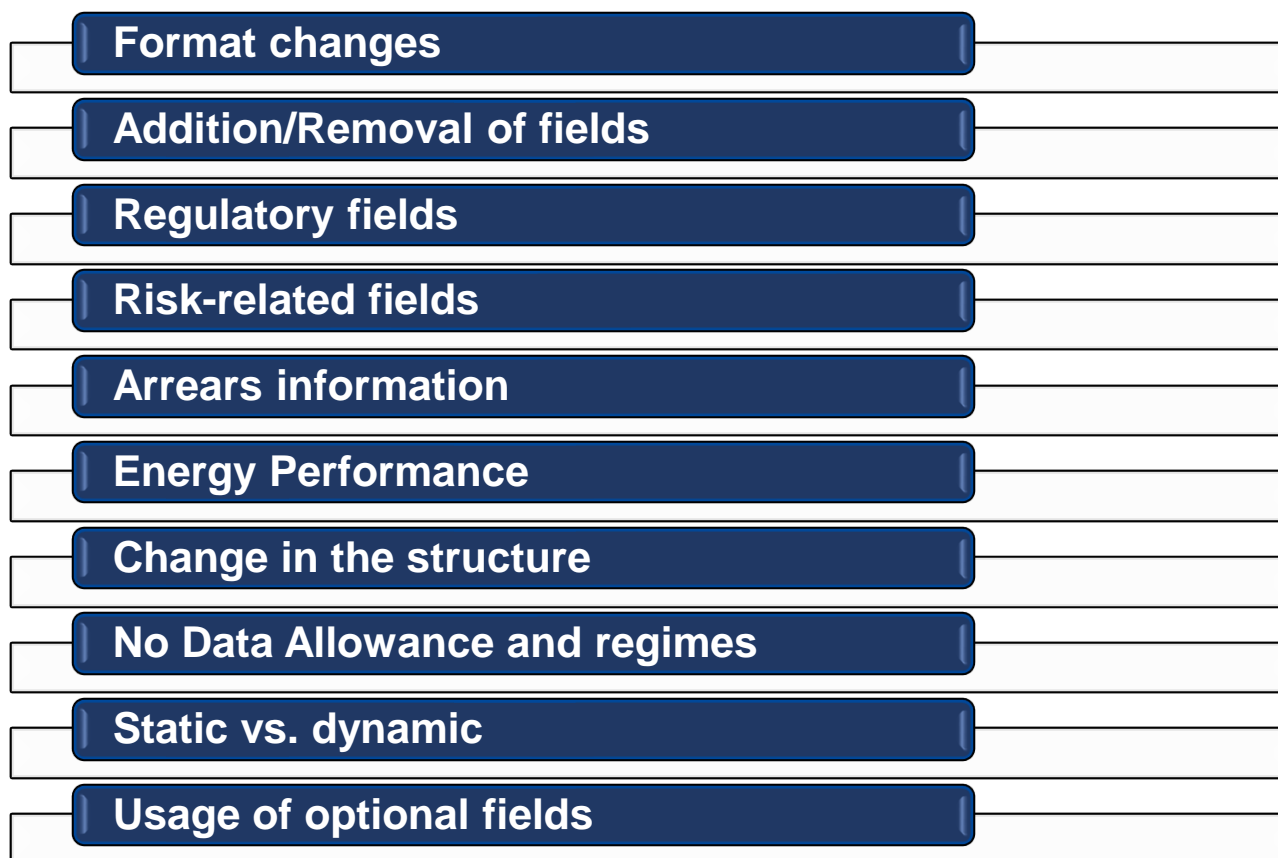 Format changes
Addition/Removal of fields
Regulatory fields
Risk-related fields
Arrears information
Energy Performance
Change in the structure
No Data Allowance and regimes
Static vs. dynamic
Usage of optional fields